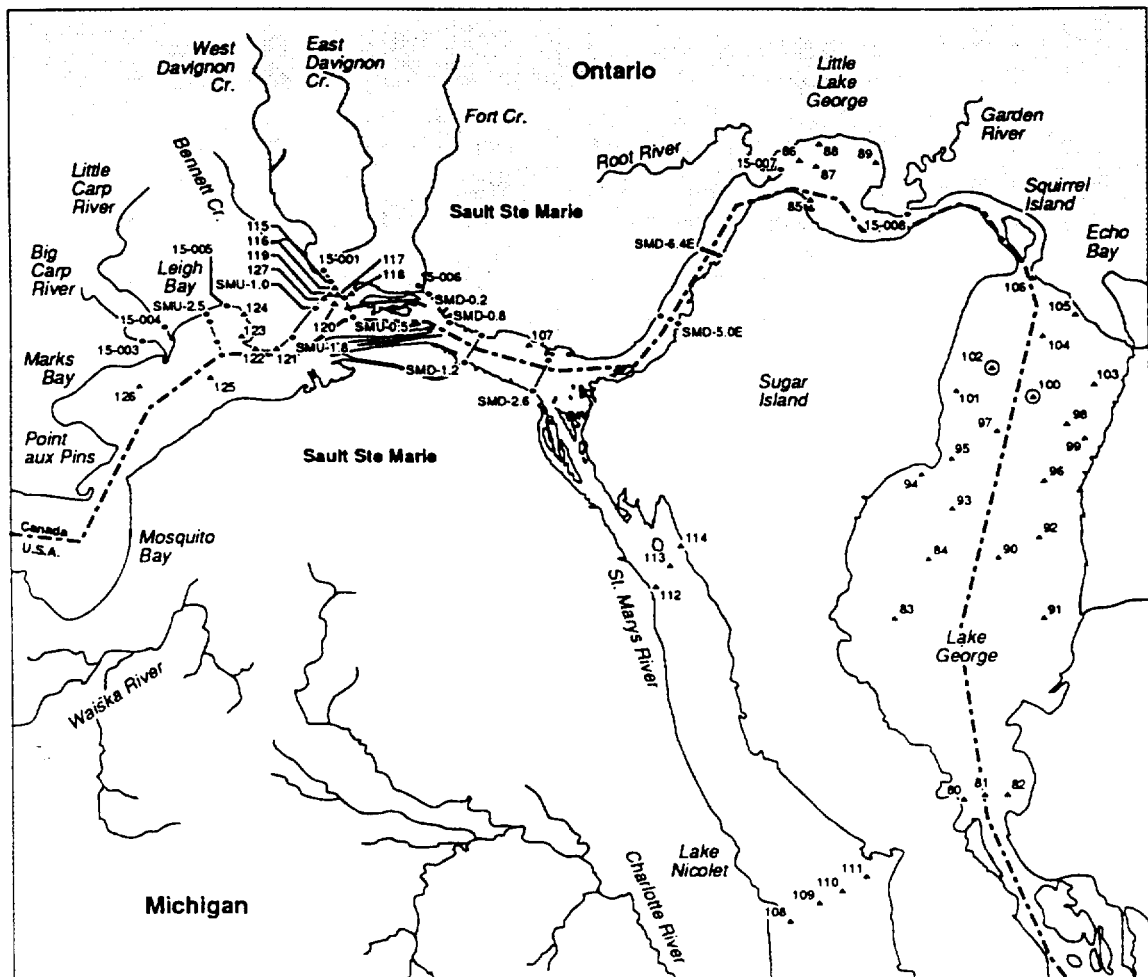 West
Davignon
Cr.
East
Davignon
Cr.
Ontario
Little
Lake
George
Fort Cr.
Garden
River
Root River
Bennett Cr.
Little
Carp
River
Sault Ste Marie
Squirrel
Island
Echo
Bay
Big
Carp
River
Leigh
Bay
15-007
86
88
87
89
85
15-008
115
116
119
127
SMU-1.0
15-001
117
118
15-006
15-005
SMU-2.5
124
123
15-004
15-003
122
121
120
SMU-0.5
SMU-1.8
SMD-0.2
SMD-0.8
SMD-1.2
SMD-2.6
107
SMD-6.4E
SMD-5.0E
106
105
104
102
101
100
103
97
98
99
95
94
96
93
92
84
90
83
91
Marks
Bay
126
125
Point
aux Pins
Sault Ste Marie
Sugar
Island
Canada
U.S.A.
Mosquito
Bay
114
113
112
St. Marys River
Lake
George
Waiska River
80
81
82
Lake
Nicolet
111
110
109
108
Charlotte River
Michigan